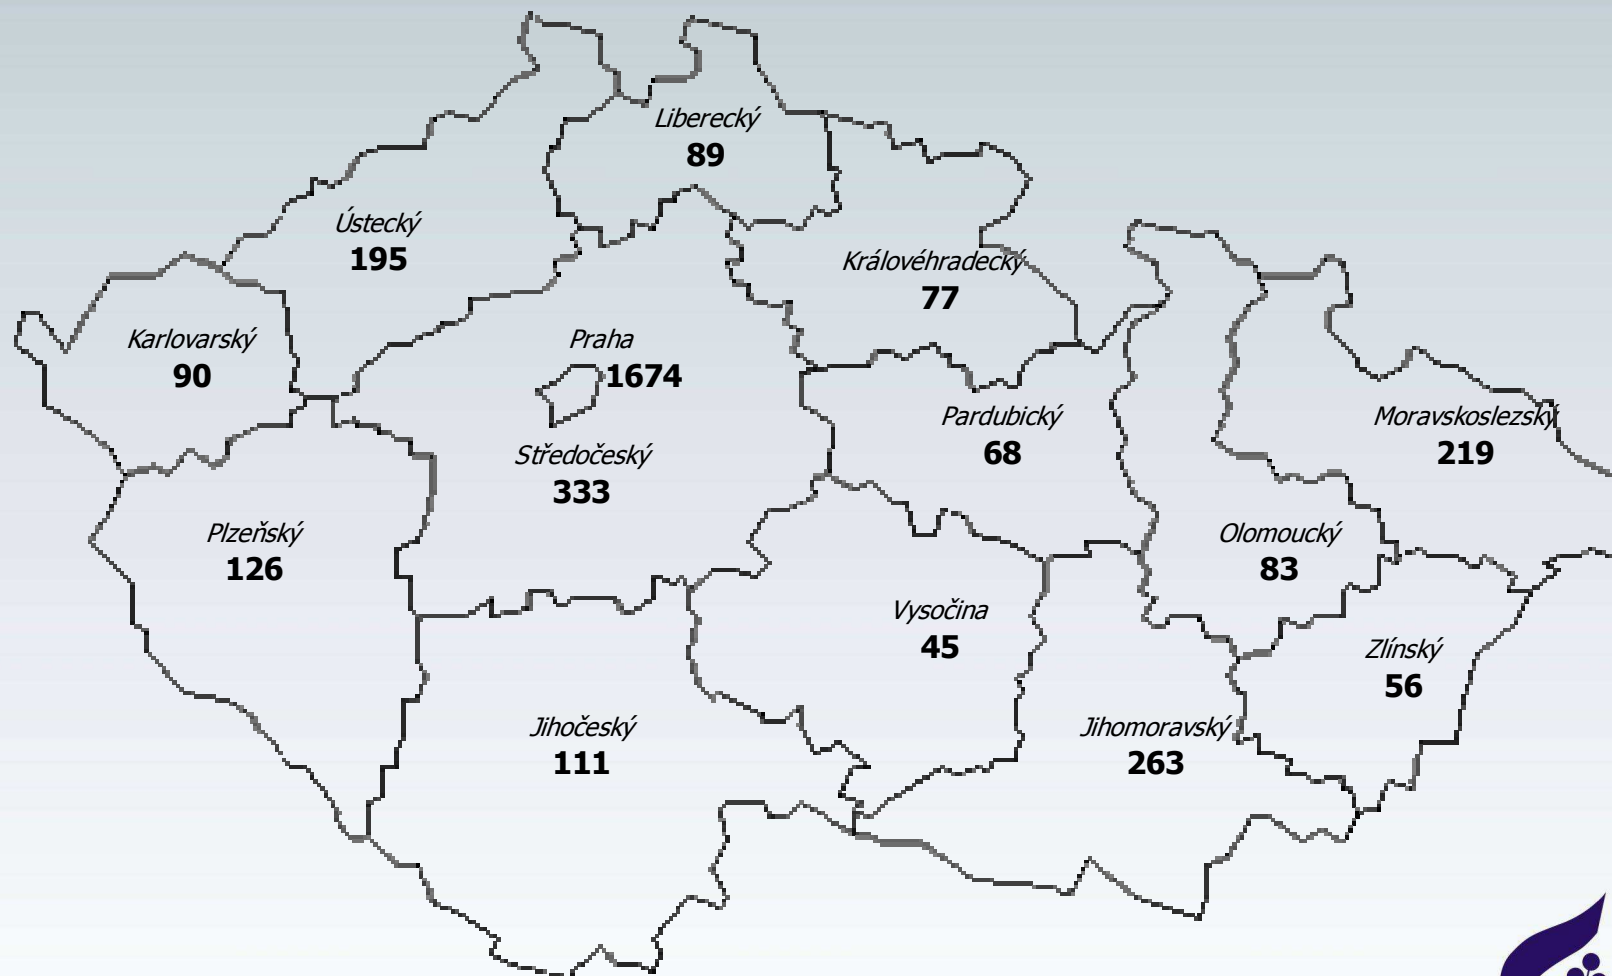 Liberecký
89
Ústecký
195
Královéhradecký
77
Karlovarský
90
Praha
1674
Pardubický
68
Moravskoslezský
219
Středočeský
333
Plzeňský
126
Olomoucký
83
Vysočina
45
Zlínský
56
Jihočeský
111
Jihomoravský
263